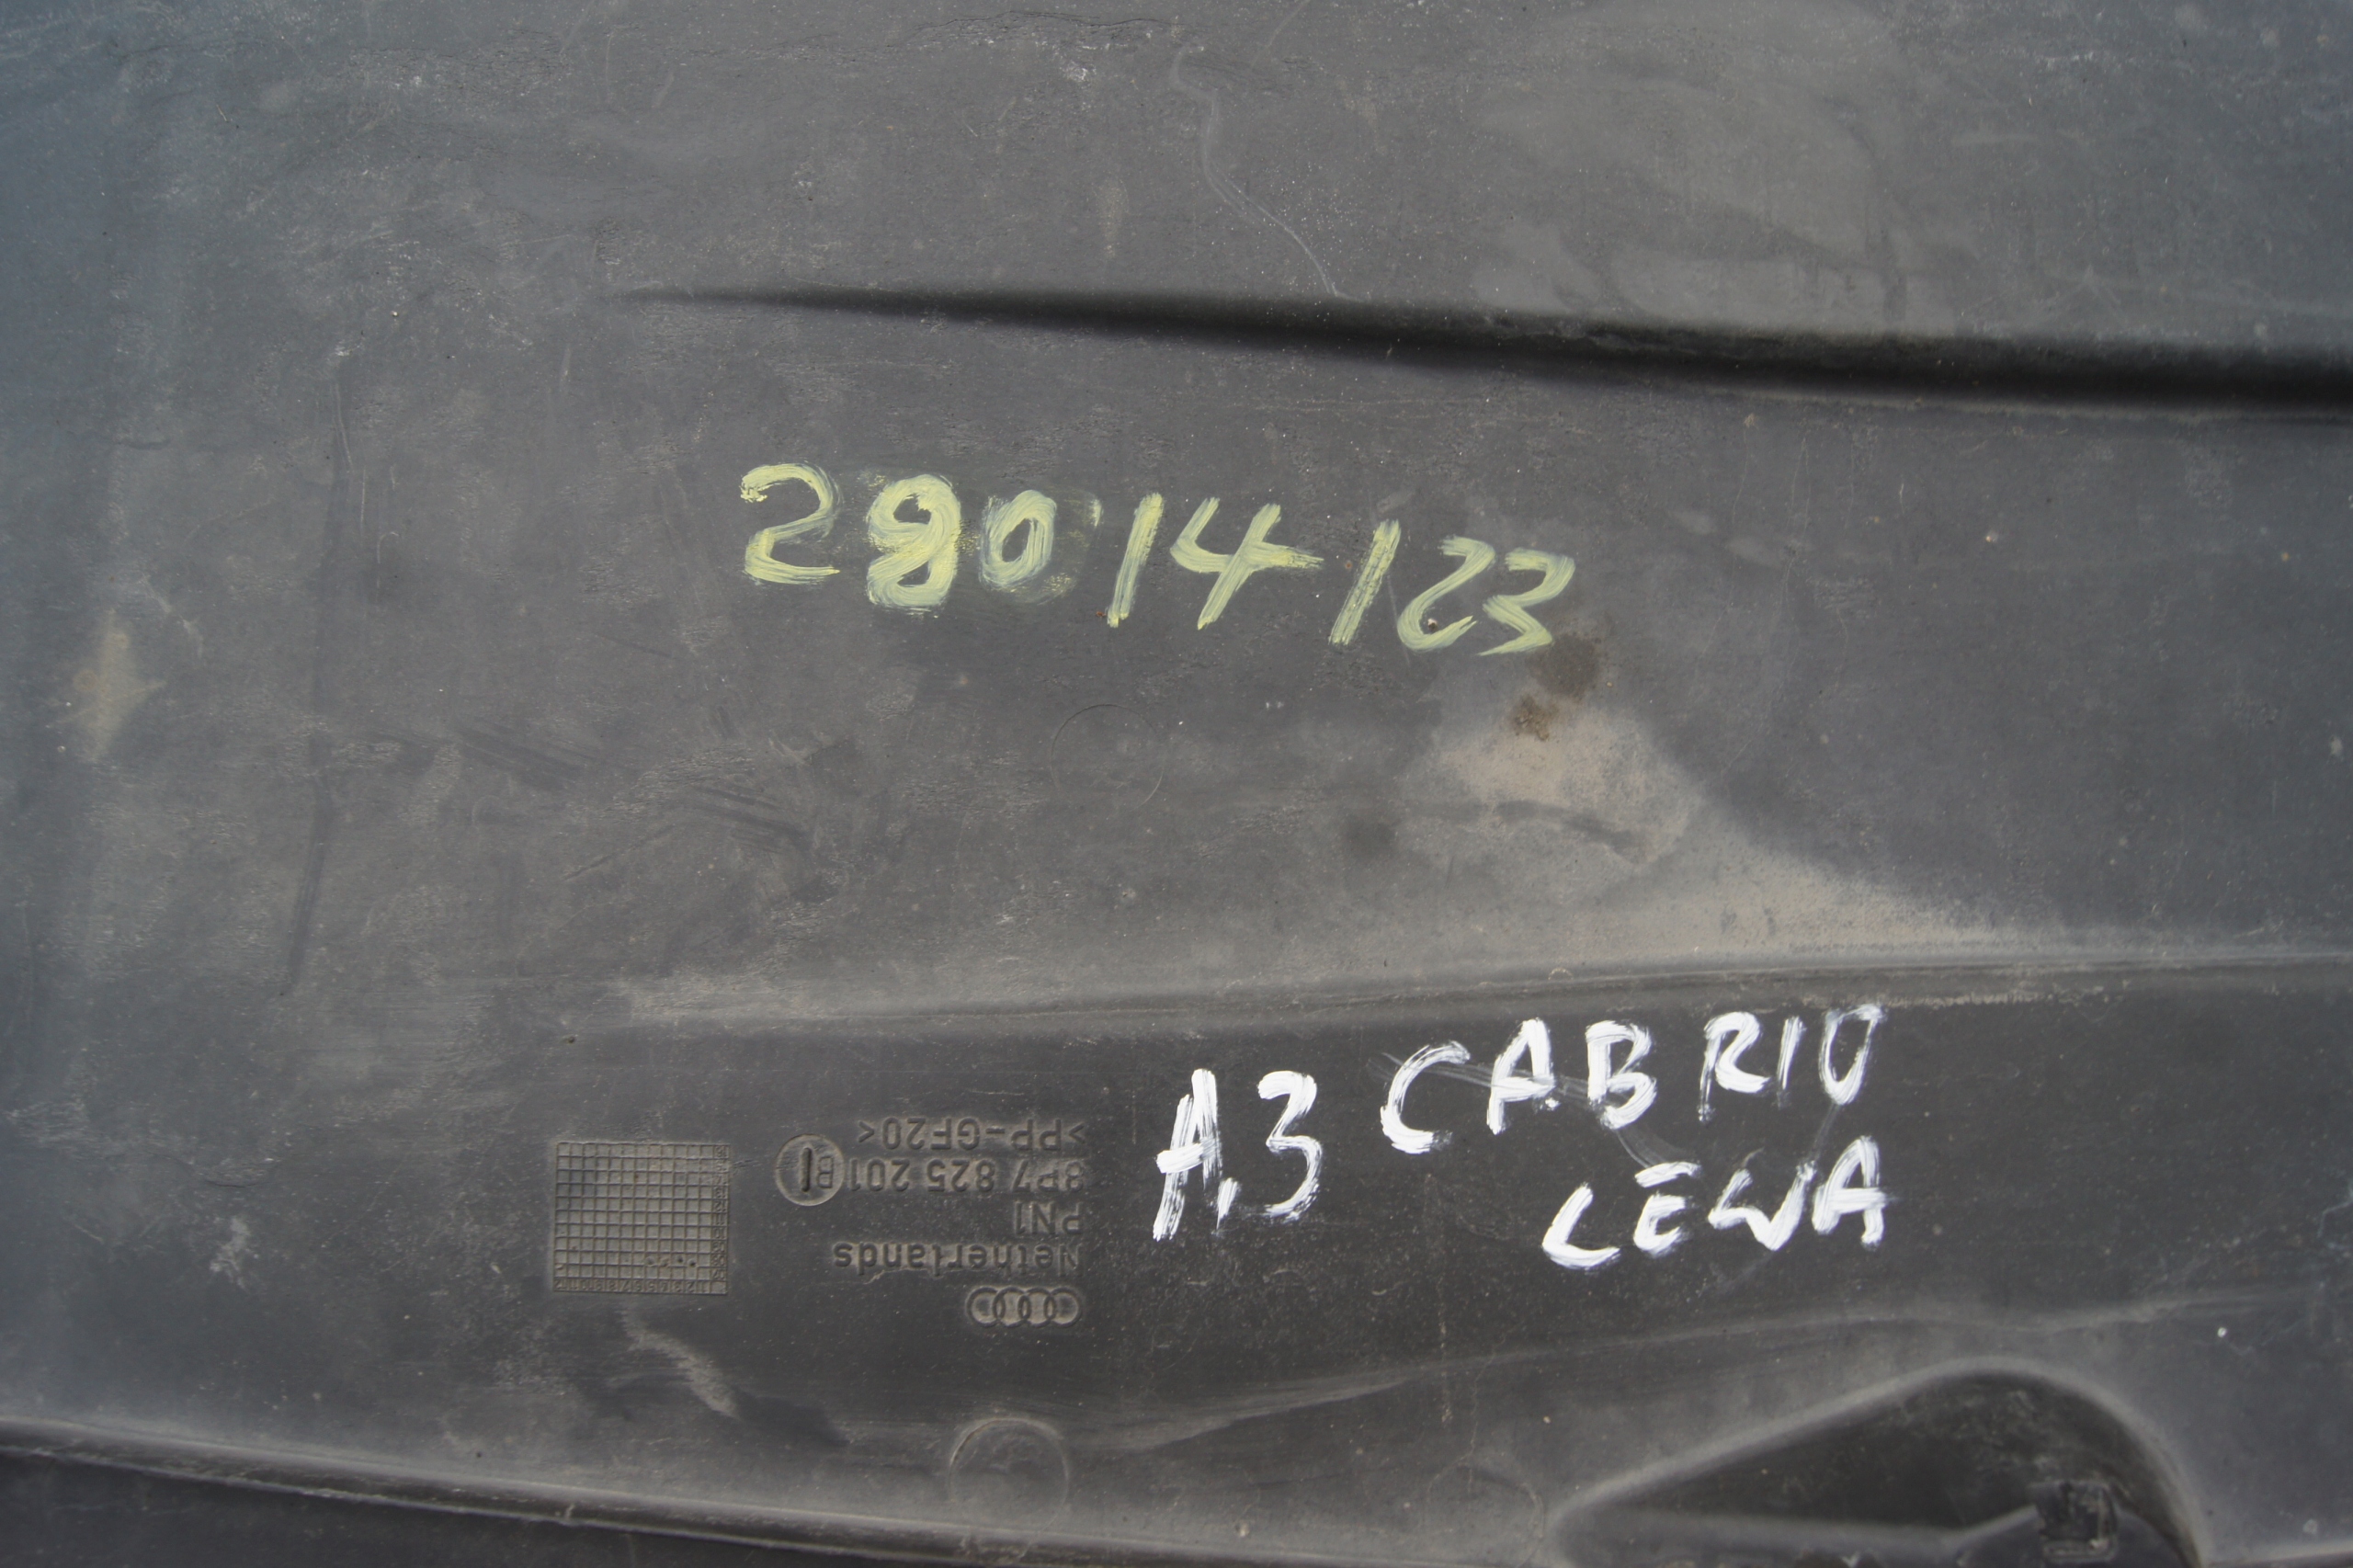 28014123
A3 CABRIO
LEWA
Netherlands
PN1
8P7 825 201 B
>PP-GF20<